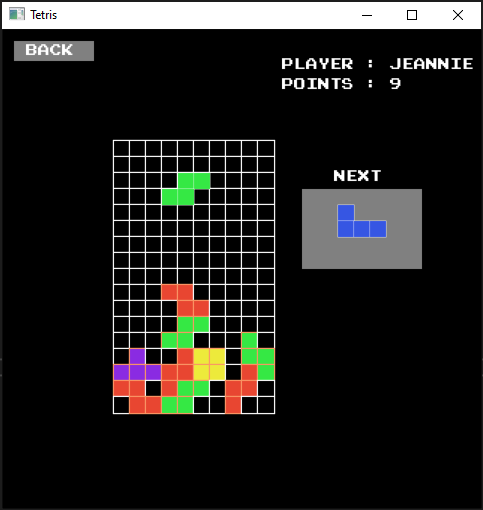 Tetris
BACK
PLAYER : JEANNIE
POINTS : 9
NEXT